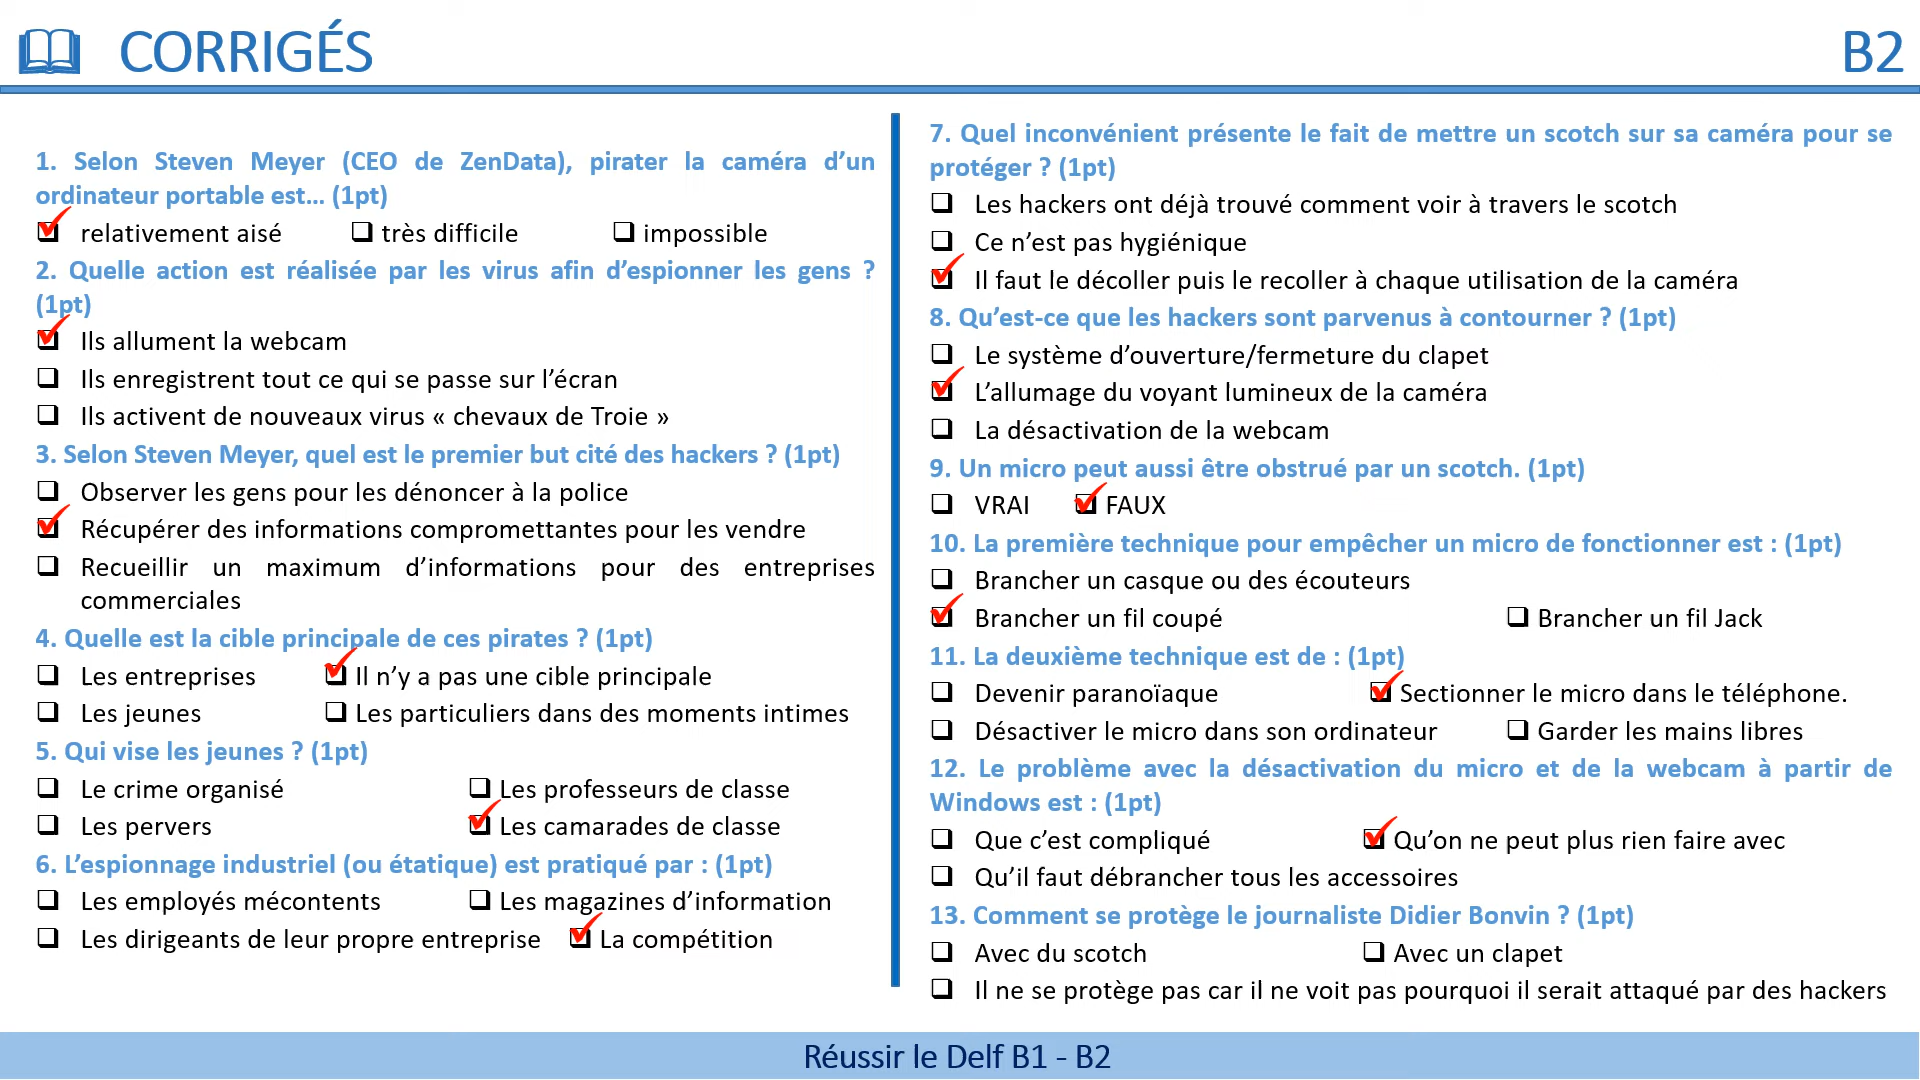 CORRIGÉS
B2
1. Selon Steven Meyer (CEO de ZenData), pirater la caméra d’un
ordinateur portable est… (1pt)
relativement aisé
très difficile
impossible
2. Quelle action est réalisée par les virus afin d’espionner les gens ?
(1pt)
Ils allument la webcam
Ils enregistrent tout ce qui se passe sur l’écran
Ils activent de nouveaux virus « chevaux de Troie »
3. Selon Steven Meyer, quel est le premier but cité des hackers ? (1pt)
Observer les gens pour les dénoncer à la police
Récupérer des informations compromettantes pour les vendre
Recueillir un maximum d’informations pour des entreprises
commerciales
4. Quelle est la cible principale de ces pirates ? (1pt)
Les entreprises
Il n’y a pas une cible principale
Les jeunes
Les particuliers dans des moments intimes
5. Qui vise les jeunes ? (1pt)
Le crime organisé
Les professeurs de classe
Les pervers
Les camarades de classe
6. L’espionnage industriel (ou étatique) est pratiqué par : (1pt)
Les employés mécontents
Les magazines d’information
Les dirigeants de leur propre entreprise
La compétition
7. Quel inconvénient présente le fait de mettre un scotch sur sa caméra pour se
protéger ? (1pt)
Les hackers ont déjà trouvé comment voir à travers le scotch
Ce n’est pas hygiénique
Il faut le décoller puis le recoller à chaque utilisation de la caméra
8. Qu’est-ce que les hackers sont parvenus à contourner ? (1pt)
Le système d’ouverture/fermeture du clapet
L’allumage du voyant lumineux de la caméra
La désactivation de la webcam
9. Un micro peut aussi être obstrué par un scotch. (1pt)
VRAI
FAUX
10. La première technique pour empêcher un micro de fonctionner est : (1pt)
Brancher un casque ou des écouteurs
Brancher un fil coupé
Brancher un fil Jack
11. La deuxième technique est de : (1pt)
Devenir paranoïaque
Sectionner le micro dans le téléphone.
Désactiver le micro dans son ordinateur
Garder les mains libres
12. Le problème avec la désactivation du micro et de la webcam à partir de
Windows est : (1pt)
Que c’est compliqué
Qu’on ne peut plus rien faire avec
Qu’il faut débrancher tous les accessoires
13. Comment se protège le journaliste Didier Bonvin ? (1pt)
Avec du scotch
Avec un clapet
Il ne se protège pas car il ne voit pas pourquoi il serait attaqué par des hackers
Réussir le Delf B1 - B2